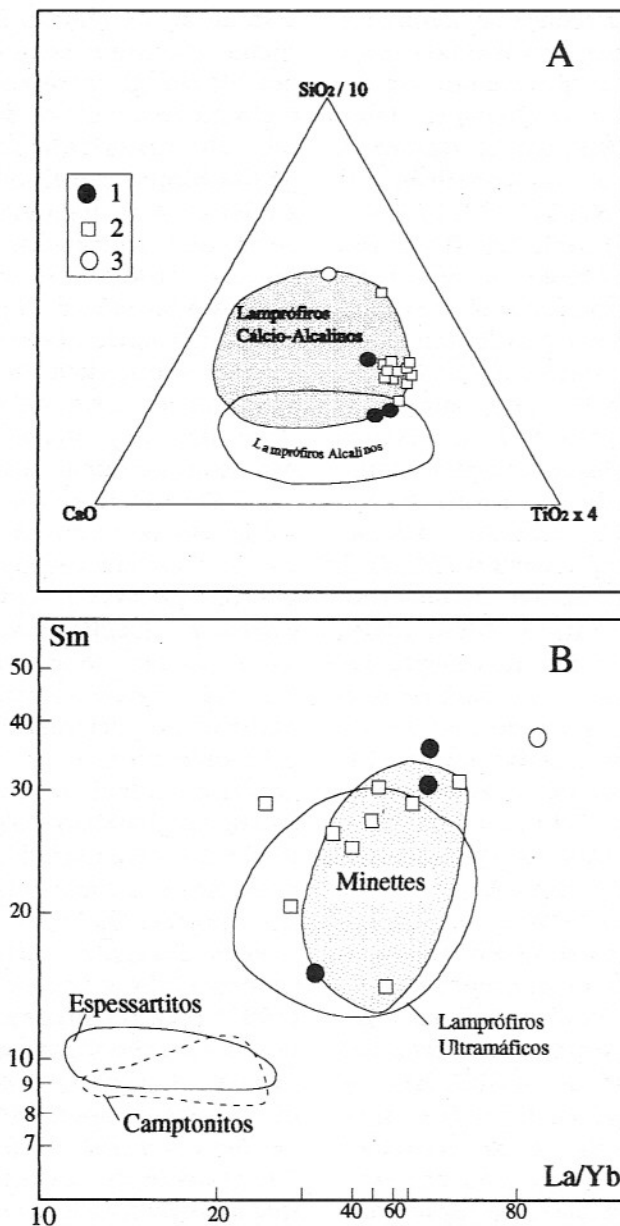 A
SiO₂ / 10
1
2
3
Lamprófiros
Cálcio-Alcalinos
Lamprófiros Alcalinos
CaO
TiO₂ x 4
Sm
B
50
40
30
Minettes
20
Espessartitos
Lamprófiros
Ultramáficos
10
9
8
Camptonitos
7
La/Yb
10
20
40
60
80